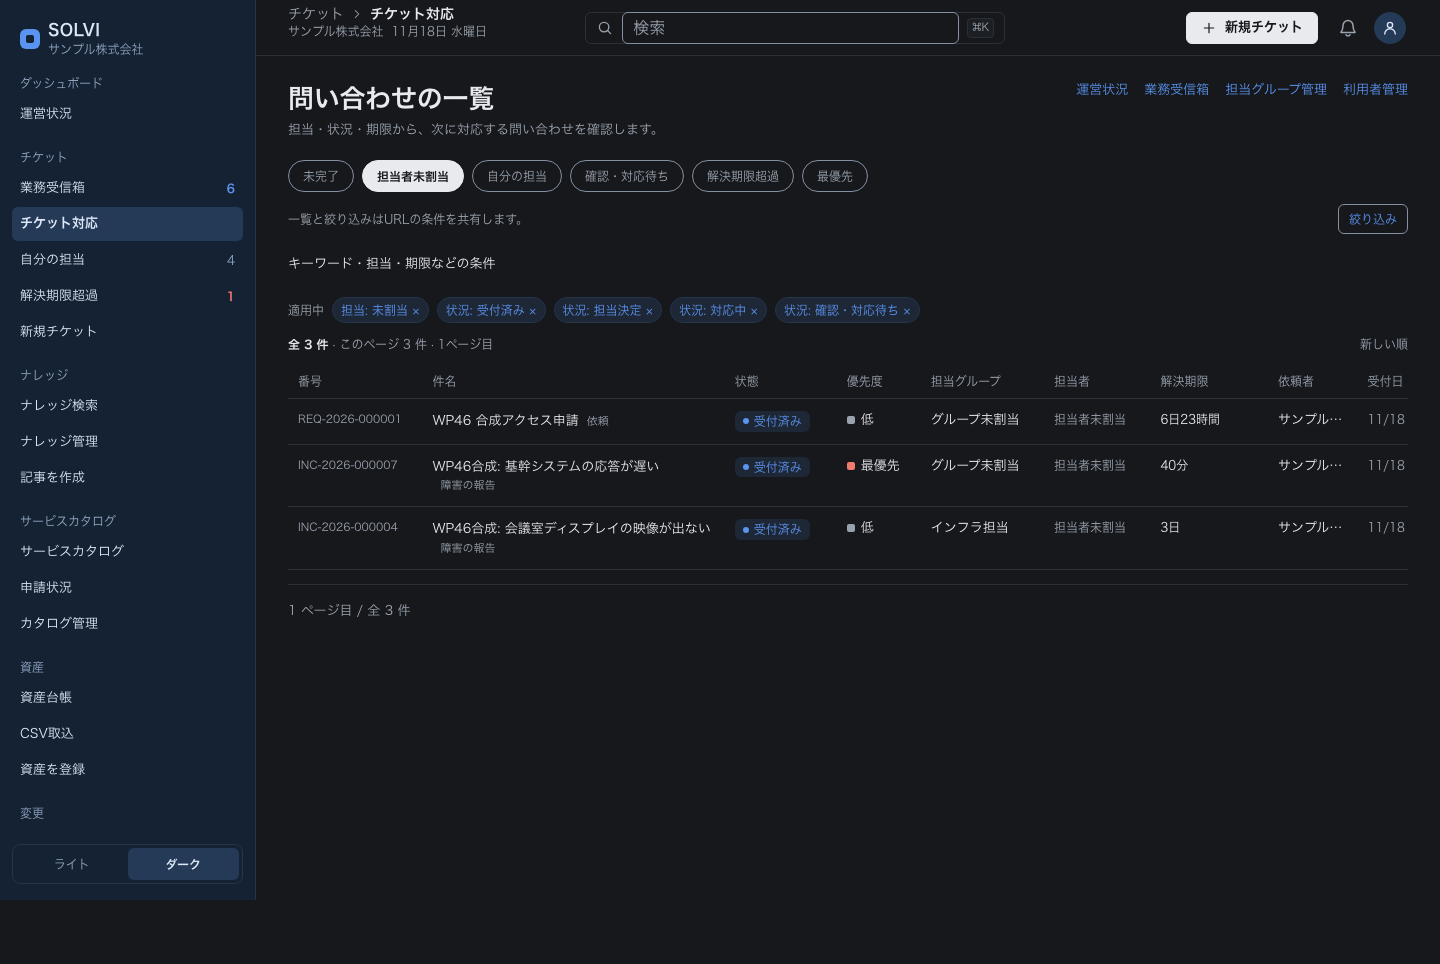 SOLVI
サンプル株式会社
ダッシュボード
運営状況
チケット
業務受信箱 6
チケット対応
自分の担当 4
解決期限超過 1
新規チケット
ナレッジ
ナレッジ検索
ナレッジ管理
記事を作成
サービスカタログ
サービスカタログ
申請状況
カタログ管理
資産
資産台帳
CSV取込
資産を登録
変更
ライト ダーク
チケット > チケット対応
サンプル株式会社 11月18日 水曜日
検索 ⌘K
+ 新規チケット
問い合わせの一覧
運営状況 業務受信箱 担当グループ管理 利用者管理
担当・状況・期限から、次に対応する問い合わせを確認します。
未完了 担当者未割当 自分の担当 確認・対応待ち 解決期限超過 最優先
一覧と絞り込みはURLの条件を共有します。
絞り込み
キーワード・担当・期限などの条件
適用中 担当: 未割当 × 状況: 受付済み × 状況: 担当決定 × 状況: 対応中 × 状況: 確認・対応待ち ×
全 3 件 · このページ 3 件 · 1ページ目
新しい順
番号 件名 状態 優先度 担当グループ 担当者 解決期限 依頼者 受付日
REQ-2026-000001 WP46 合成アクセス申請 依頼 受付済み 低 グループ未割当 担当者未割当 6日23時間 サンプル… 11/18
INC-2026-000007 WP46合成: 基幹システムの応答が遅い 受付済み 最優先 グループ未割当 担当者未割当 40分 サンプル… 11/18
障害の報告
INC-2026-000004 WP46合成: 会議室ディスプレイの映像が出ない 受付済み 低 インフラ担当 担当者未割当 3日 サンプル… 11/18
障害の報告
1 ページ目 / 全 3 件